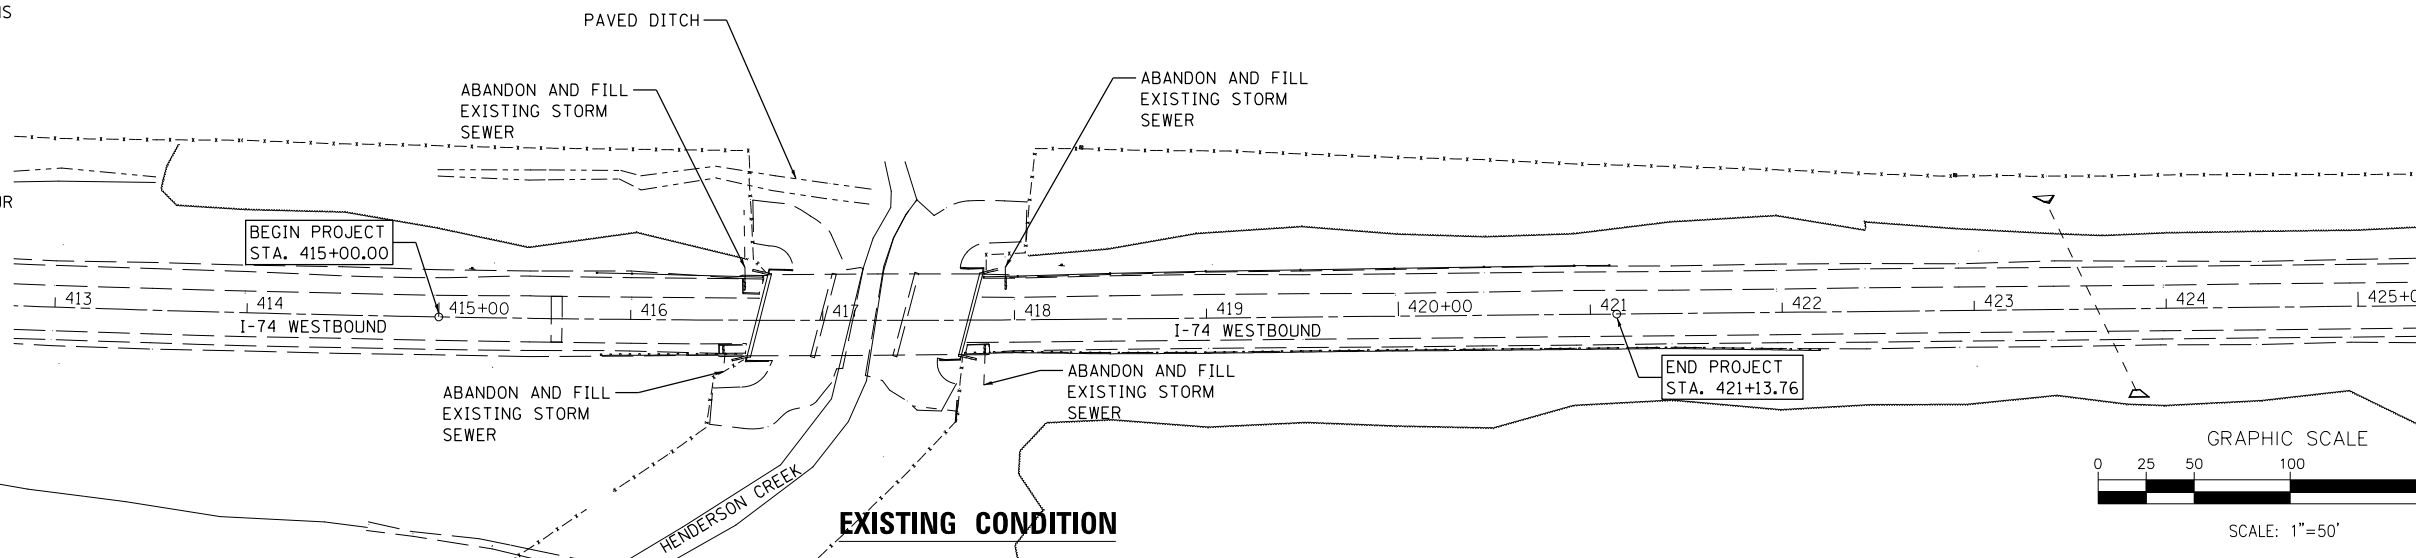 PAVED DITCH
ABANDON AND FILL
EXISTING STORM
SEWER
ABANDON AND FILL
EXISTING STORM
SEWER
BEGIN PROJECT
STA. 415+00.00
413
414
415+00
416
417
418
419
420+00
421
422
423
424
I-74 WESTBOUND
I-74 WESTBOUND
END PROJECT
STA. 421+13.76
ABANDON AND FILL
EXISTING STORM
SEWER
ABANDON AND FILL
EXISTING STORM
SEWER
HENDERSON CREEK
EXISTING CONDITION
GRAPHIC SCALE
0 25 50 100
SCALE: 1"=50'